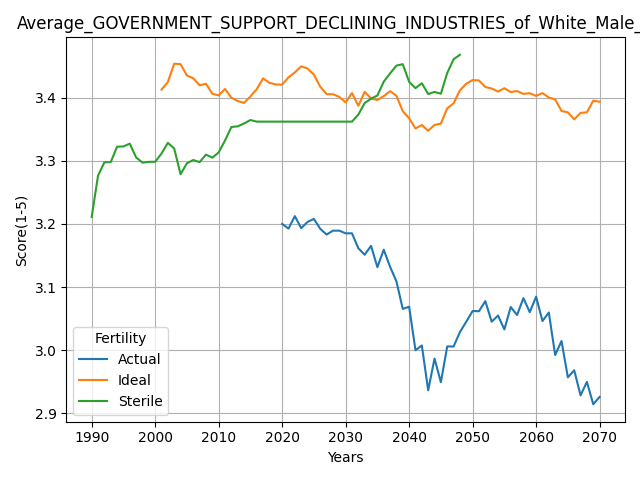 Average_GOVERNMENT_SUPPORT_DECLINING_INDUSTRIES_of_White_Male_
Score(1-5)
3.4
3.3
3.2
3.1
3.0
2.9
Fertility
Actual
Ideal
Sterile
1990 2000 2010 2020 2030 2040 2050 2060 2070
Years